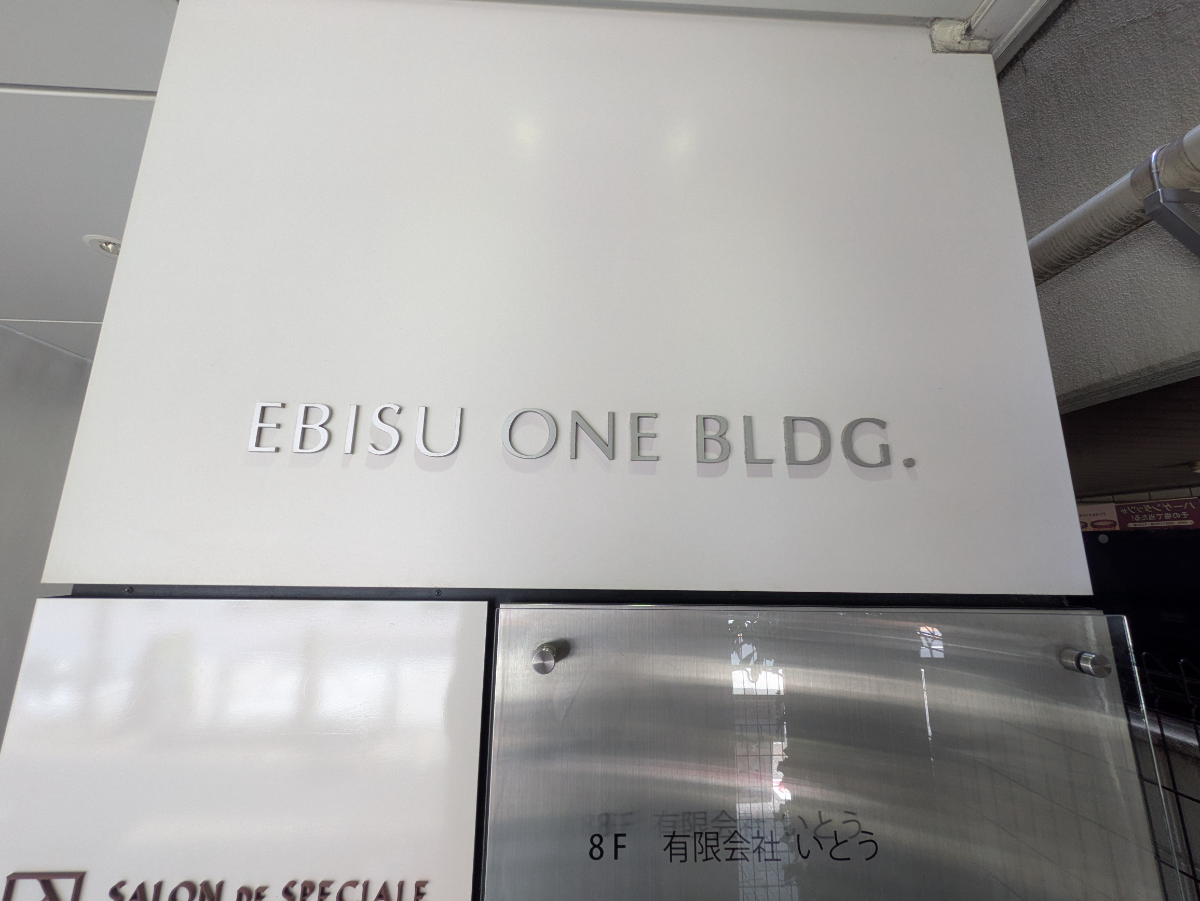 EBISU ONE BLDG.
8F 有限会社 いとう
SALON DE SPECIALE